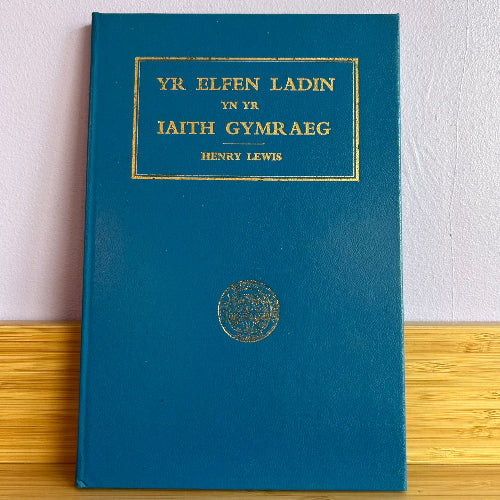 YR ELFEN LADIN
YN YR
IAITH GYMRAEG
HENRY LEWIS